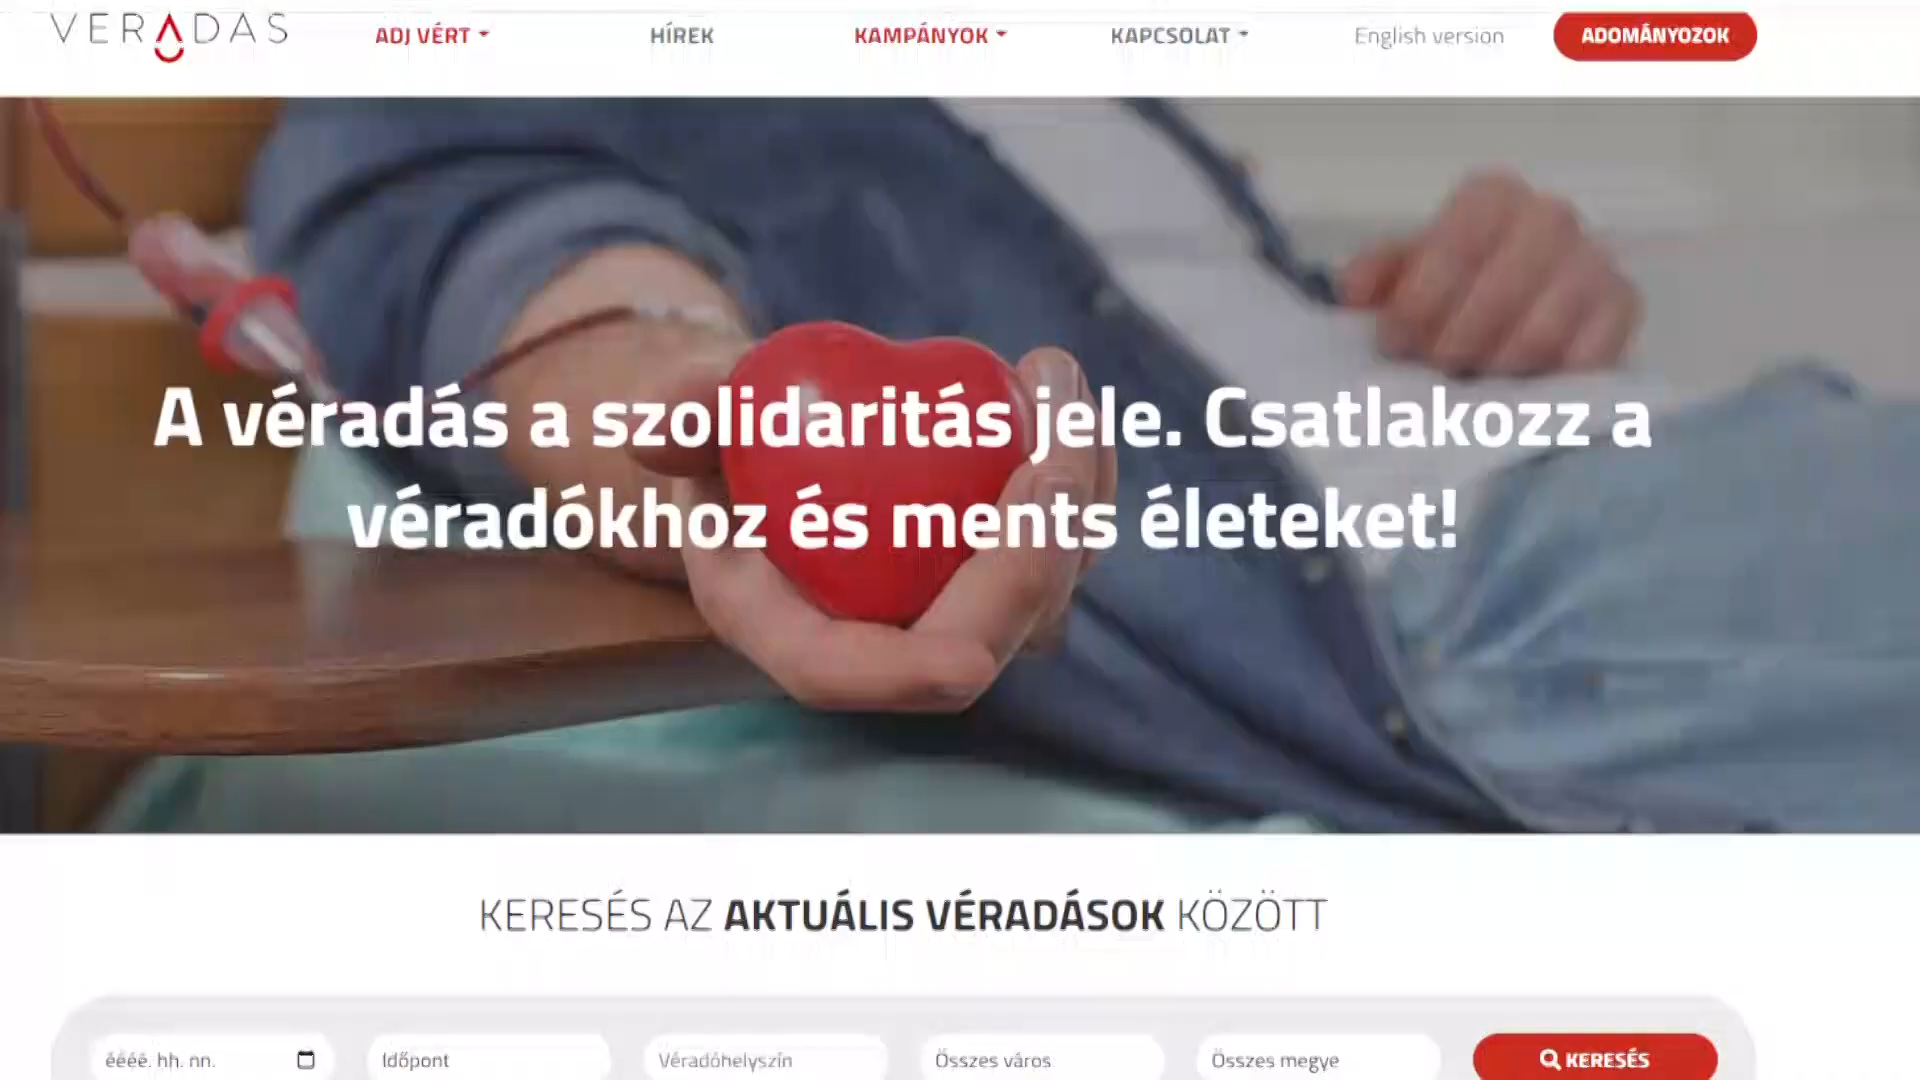 VERADAS
ADJ VÉRT
HÍREK
KAMPÁNYOK
KAPCSOLAT
English version
ADOMÁNYOZOK
A véradás a szolidaritás jele. Csatlakozz a
véradókhoz és ments életeket!
KERESÉS AZ AKTUÁLIS VÉRADÁSOK KÖZÖTT
éééé. hh. nn.
Időpont
Véradóhelyszín
Összes város
Összes megye
KERESÉS